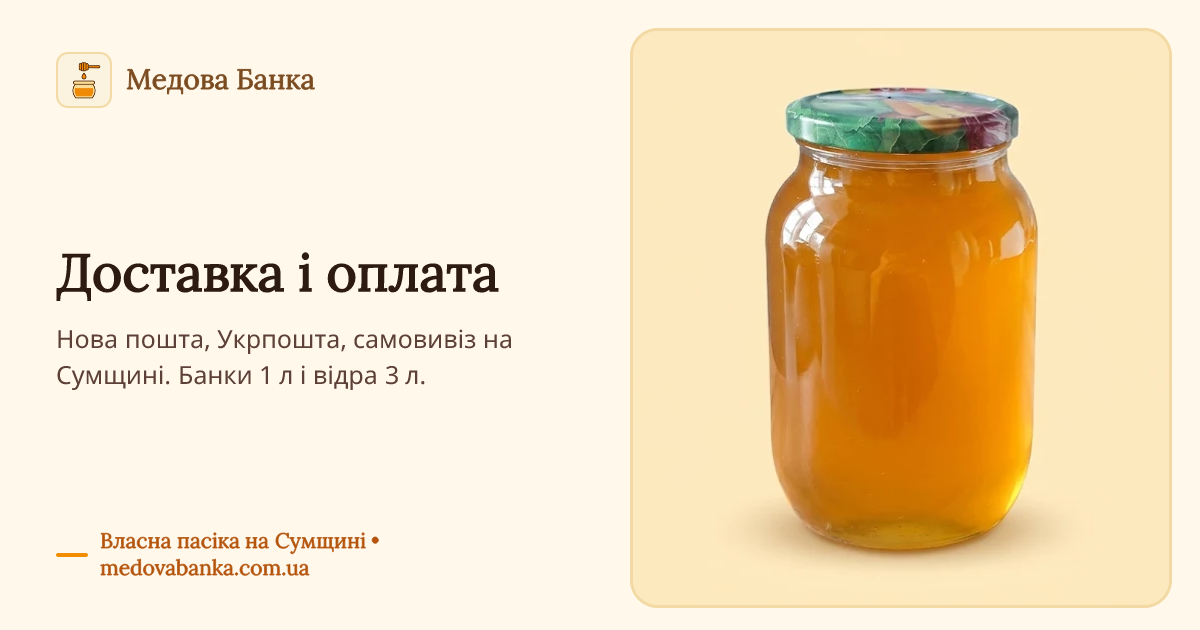 Медова Банка
Доставка і оплата
Нова пошта, Укрпошта, самовивіз на
Сумщині. Банки 1 л і відра 3 л.
Власна пасіка на Сумщині •
medovabanka.com.ua